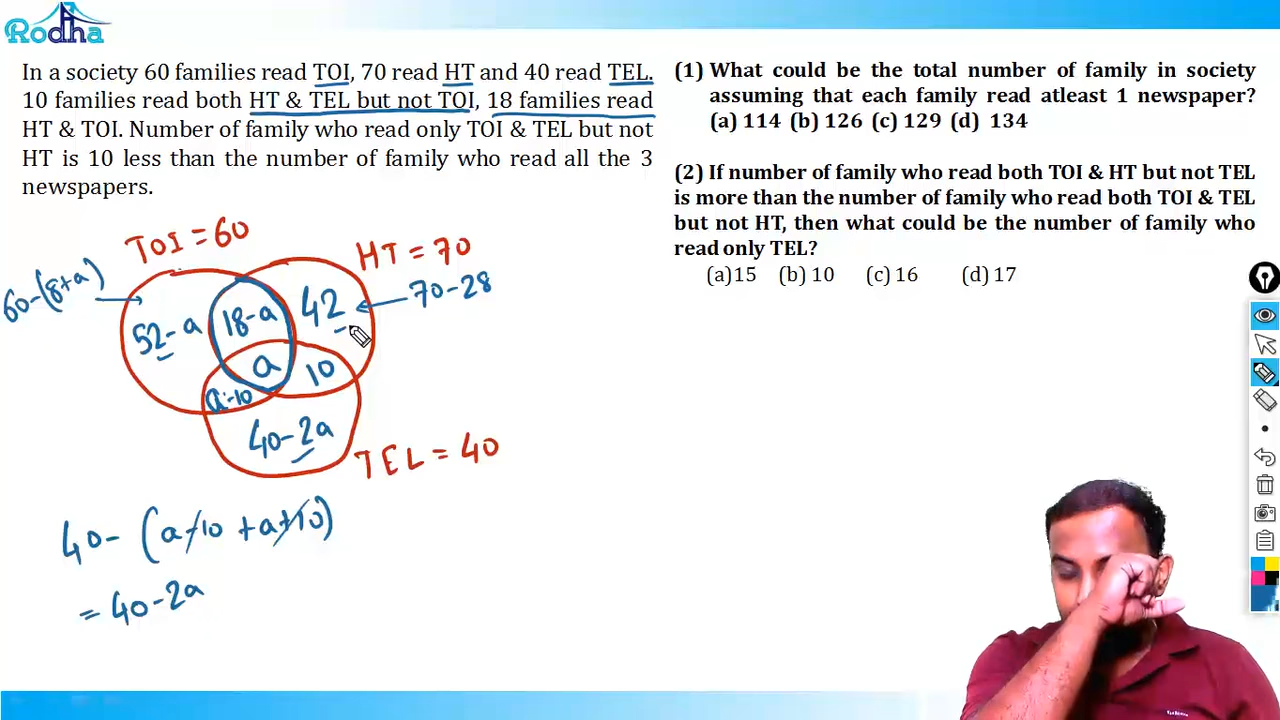 Rodha
In a society 60 families read TOI, 70 read HT and 40 read TEL.
10 families read both HT & TEL but not TOI, 18 families read
HT & TOI. Number of family who read only TOI & TEL but not
HT is 10 less than the number of family who read all the 3
newspapers.
(1) What could be the total number of family in society
assuming that each family read atleast 1 newspaper?
(a) 114 (b) 126 (c) 129 (d) 134
(2) If number of family who read both TOI & HT but not TEL
is more than the number of family who read both TOI & TEL
but not HT, then what could be the number of family who
read only TEL?
(a) 15 (b) 10 (c) 16 (d) 17
TOI = 60
HT = 70
60-(8+a)
70-28
52-a
18-a
42
a
10
a-10
40-2a
TEL = 40
40- (a-10 +a+10)
= 40-2a